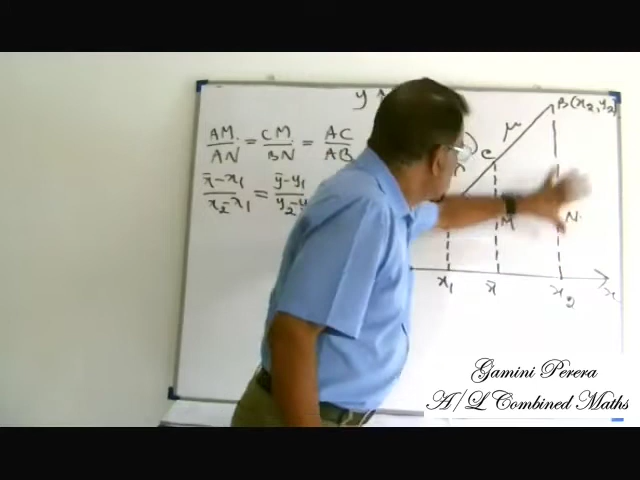 y
B(x₂, y₂)
AM/AN = CM/BN = AC/AB
μ
C
x̄-x₁/x₂-x₁ = ȳ-y₁/y₂-y
M
N
x₁ x̄ x₂ x
Gamini Perera
A/L Combined Maths